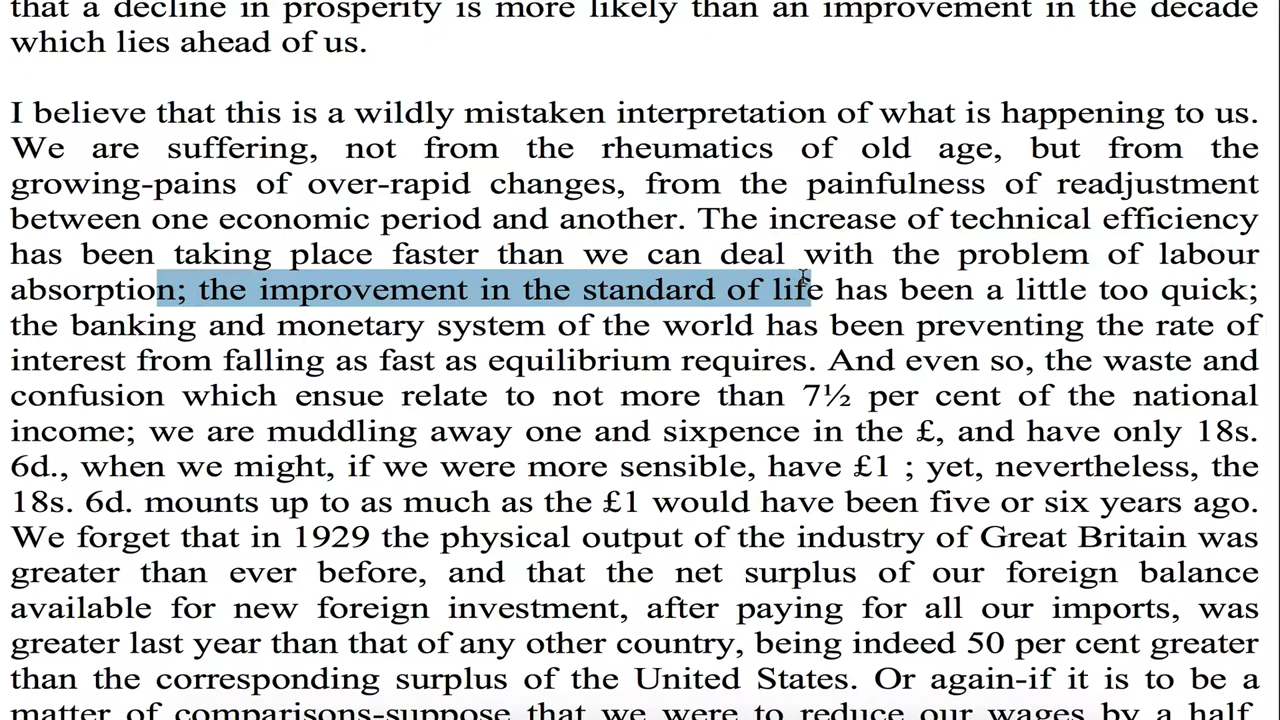 that a decline in prosperity is more likely than an improvement in the decade
which lies ahead of us.
I believe that this is a wildly mistaken interpretation of what is happening to us.
We are suffering, not from the rheumatics of old age, but from the
growing-pains of over-rapid changes, from the painfulness of readjustment
between one economic period and another. The increase of technical efficiency
has been taking place faster than we can deal with the problem of labour
absorption; the improvement in the standard of life has been a little too quick;
the banking and monetary system of the world has been preventing the rate of
interest from falling as fast as equilibrium requires. And even so, the waste and
confusion which ensue relate to not more than 7½ per cent of the national
income; we are muddling away one and sixpence in the £, and have only 18s.
6d., when we might, if we were more sensible, have £1 ; yet, nevertheless, the
18s. 6d. mounts up to as much as the £1 would have been five or six years ago.
We forget that in 1929 the physical output of the industry of Great Britain was
greater than ever before, and that the net surplus of our foreign balance
available for new foreign investment, after paying for all our imports, was
greater last year than that of any other country, being indeed 50 per cent greater
than the corresponding surplus of the United States. Or again-if it is to be a
matter of comparisons-suppose that we were to reduce our wages by a half,